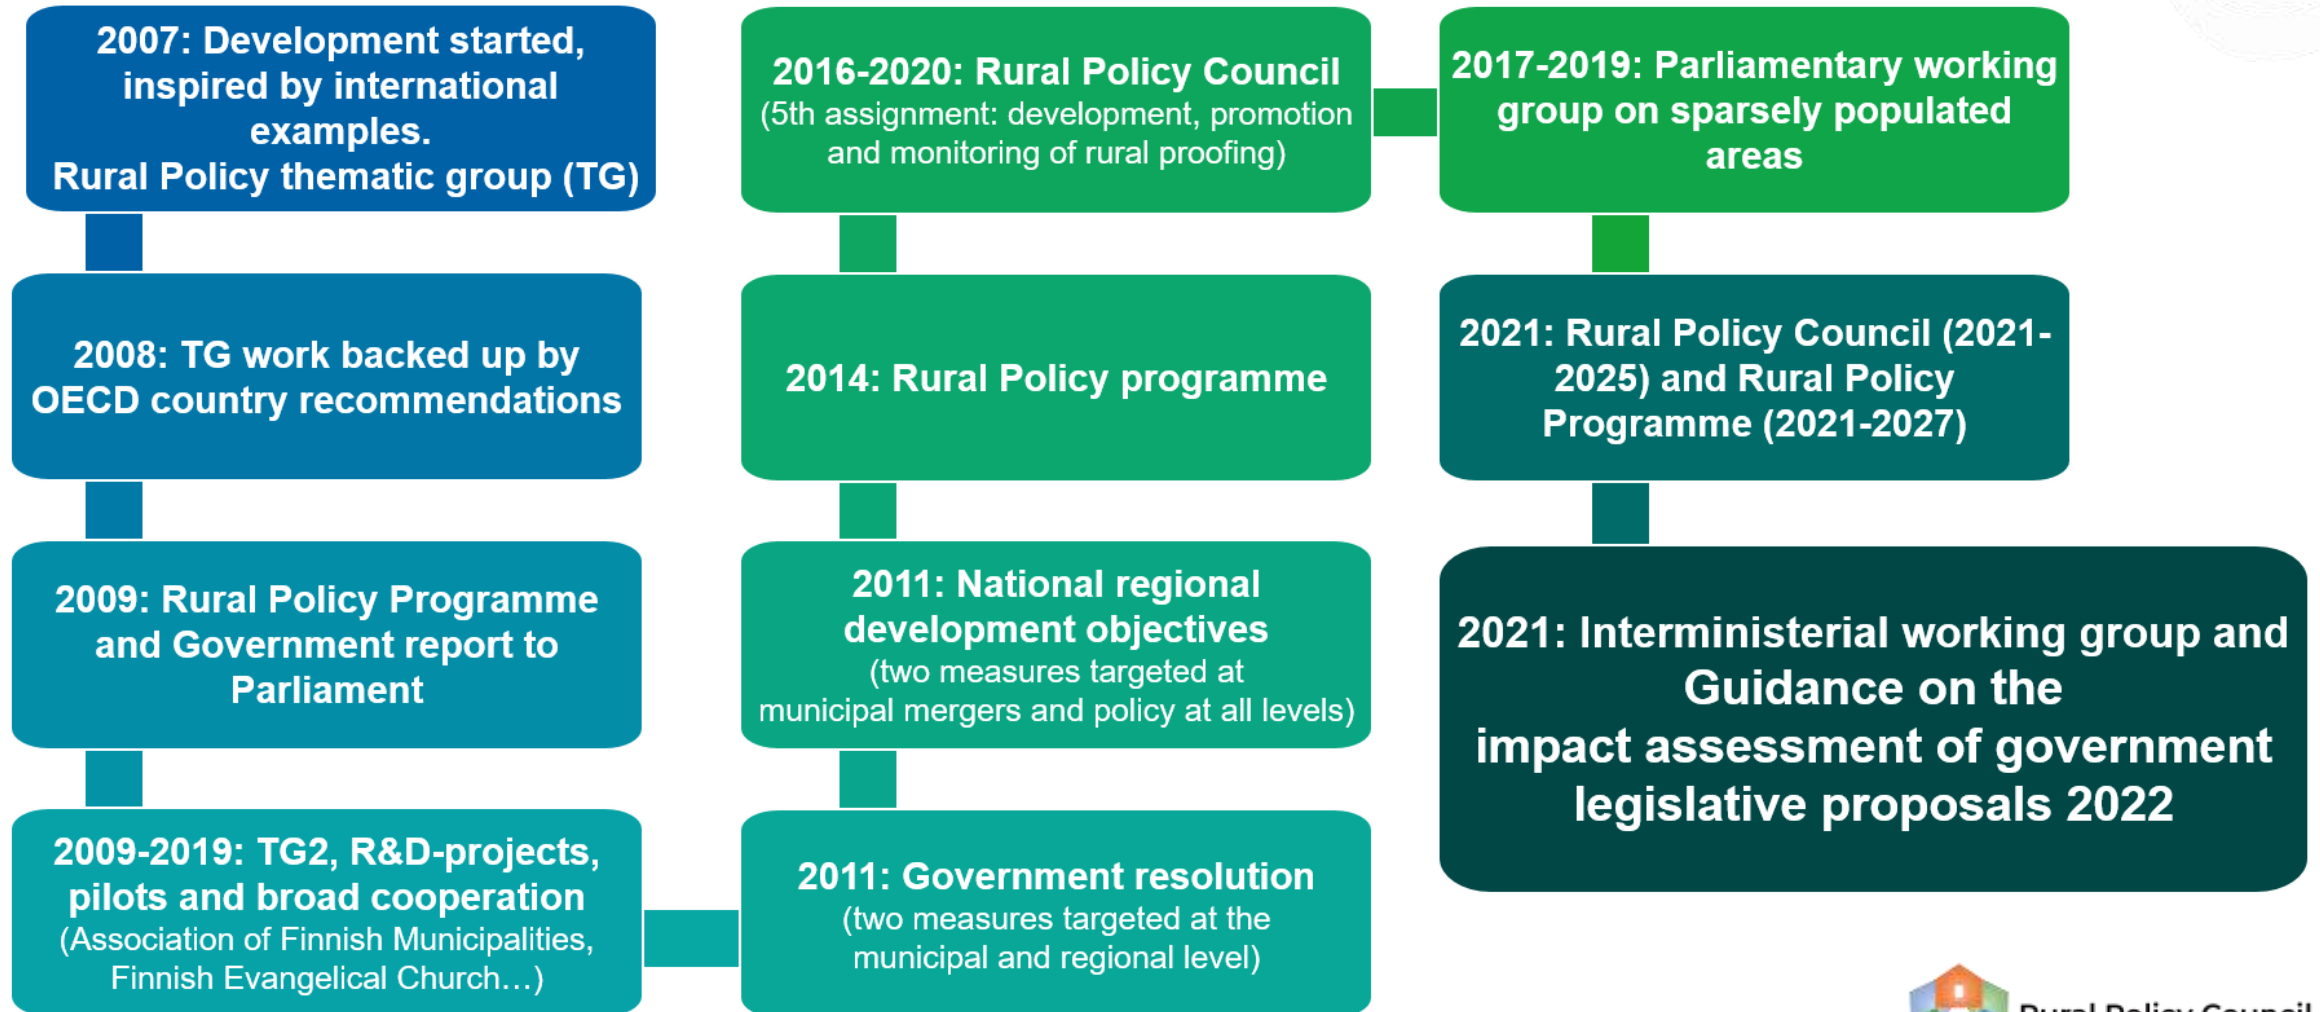 2007: Development started,
inspired by international
examples.
Rural Policy thematic group (TG)
2008: TG work backed up by
OECD country recommendations
2009: Rural Policy Programme
and Government report to
Parliament
2009-2019: TG2, R&D-projects,
pilots and broad cooperation
(Association of Finnish Municipalities,
Finnish Evangelical Church...)
2011: Government resolution
(two measures targeted at the
municipal and regional level)
2011: National regional
development objectives
(two measures targeted at
municipal mergers and policy at all levels)
2014: Rural Policy programme
2016-2020: Rural Policy Council
(5th assignment: development, promotion
and monitoring of rural proofing)
2017-2019: Parliamentary working
group on sparsely populated
areas
2021: Rural Policy Council (2021-
2025) and Rural Policy
Programme (2021-2027)
2021: Interministerial working group and
Guidance on the
impact assessment of government
legislative proposals 2022
Rural Policy Council